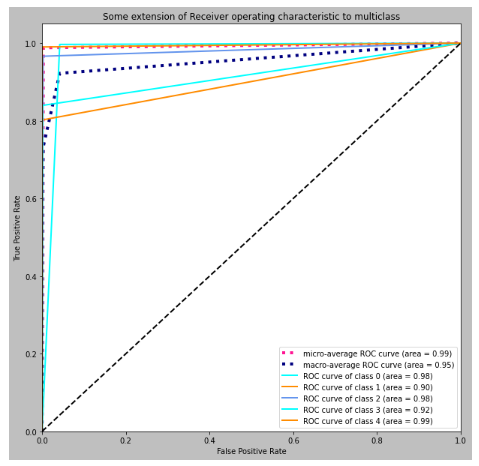 Some extension of Receiver operating characteristic to multiclass
1.0
0.8
0.6
0.4
0.2
0.0
True Positive Rate
micro-average ROC curve (area = 0.99)
macro-average ROC curve (area = 0.95)
ROC curve of class 0 (area = 0.98)
ROC curve of class 1 (area = 0.90)
ROC curve of class 2 (area = 0.98)
ROC curve of class 3 (area = 0.92)
ROC curve of class 4 (area = 0.99)
0.0 0.2 0.4 0.6 0.8 1.0
False Positive Rate